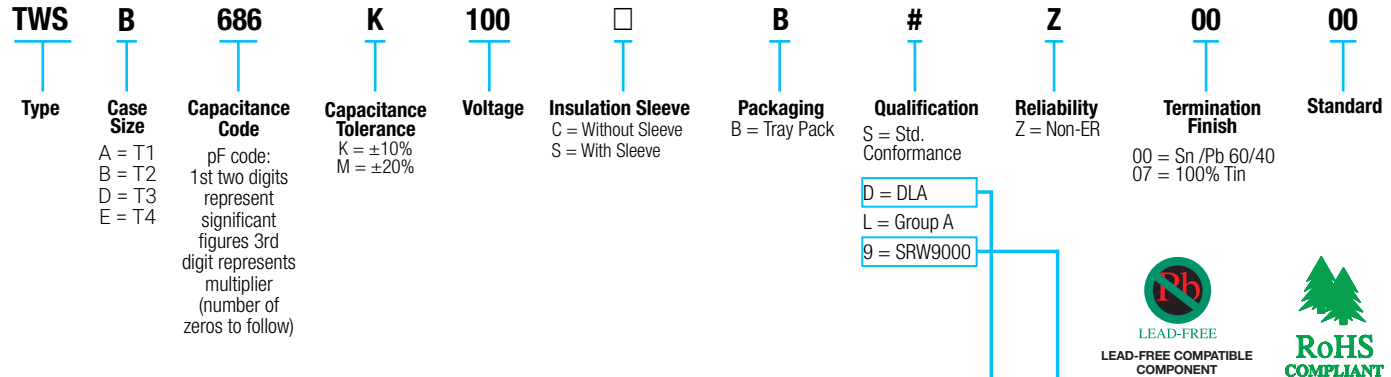 TWS B 686 K 100 □ B # Z 00 00
Type
Case
Size
A = T1
B = T2
D = T3
E = T4
Capacitance
Code
pF code:
1st two digits
represent
significant
figures 3rd
digit represents
multiplier
(number of
zeros to follow)
Capacitance
Tolerance
K = ±10%
M = ±20%
Voltage
Insulation Sleeve
C = Without Sleeve
S = With Sleeve
Packaging
B = Tray Pack
Qualification
S = Std.
Conformance
D = DLA
L = Group A
9 = SRW9000
Reliability
Z = Non-ER
Termination
Finish
00 = Sn /Pb 60/40
07 = 100% Tin
Standard
Pb
LEAD-FREE
LEAD-FREE COMPATIBLE
COMPONENT
RoHS
COMPLIANT